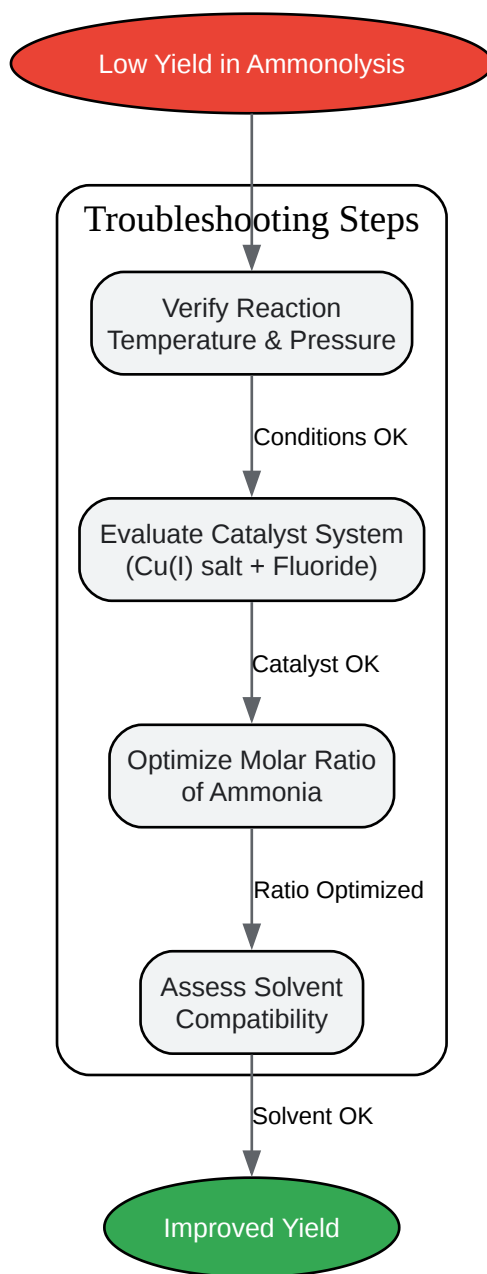 Low Yield in Ammonolysis
Troubleshooting Steps
Verify Reaction
Temperature & Pressure
Conditions OK
Evaluate Catalyst System
(Cu(I) salt + Fluoride)
Catalyst OK
Optimize Molar Ratio
of Ammonia
Ratio Optimized
Assess Solvent
Compatibility
Solvent OK
Improved Yield